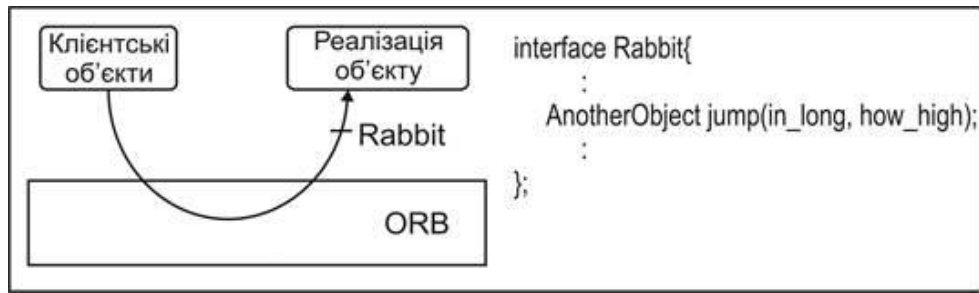 Клієнтські
об’єкти
Реалізація
об’єкту
Rabbit
ORB
interface Rabbit{
:
AnotherObject jump(in_long, how_high);
:
};